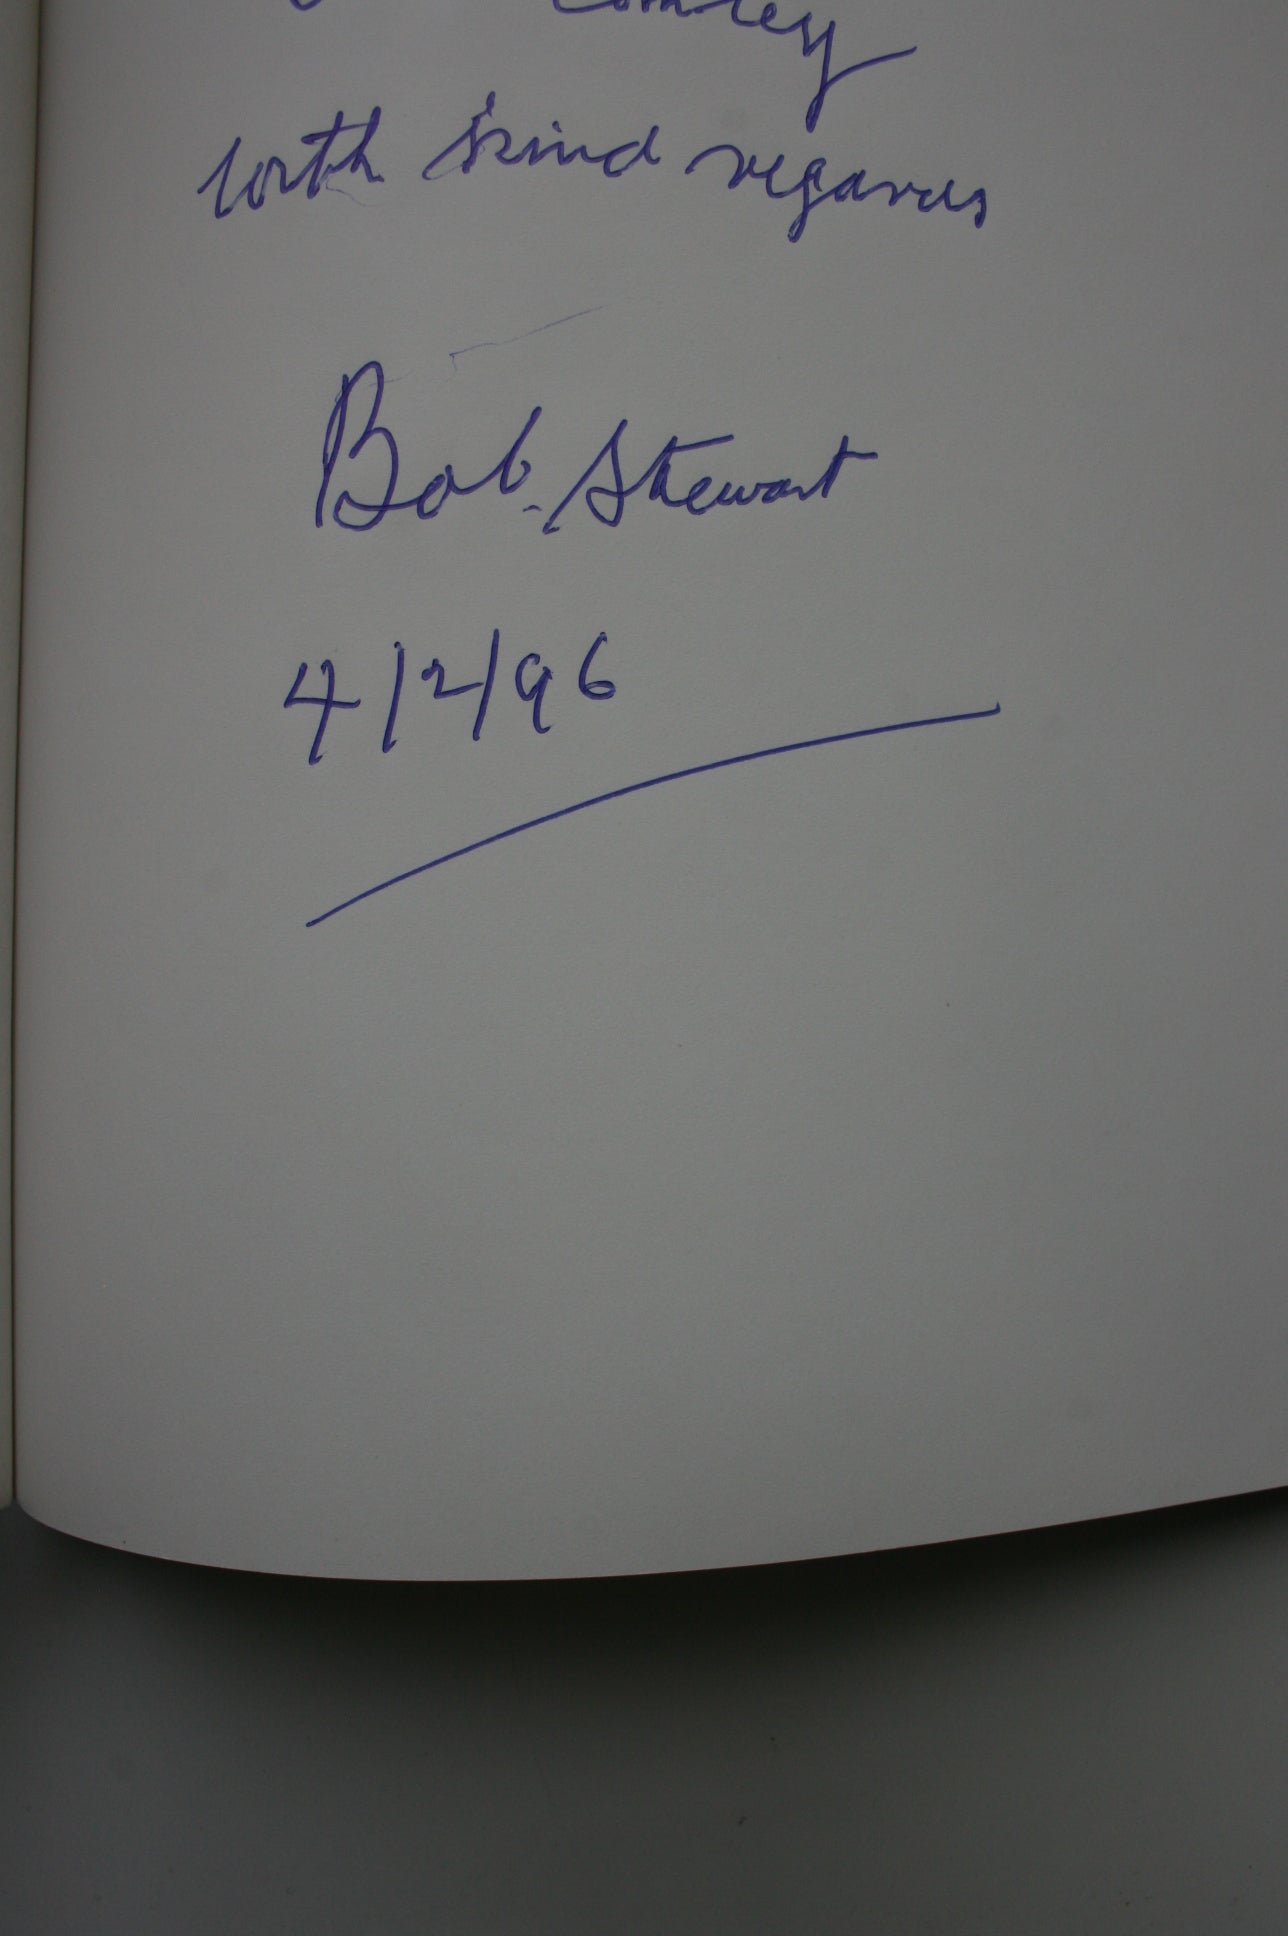 with kind regards
Bob Stewart
4/2/96